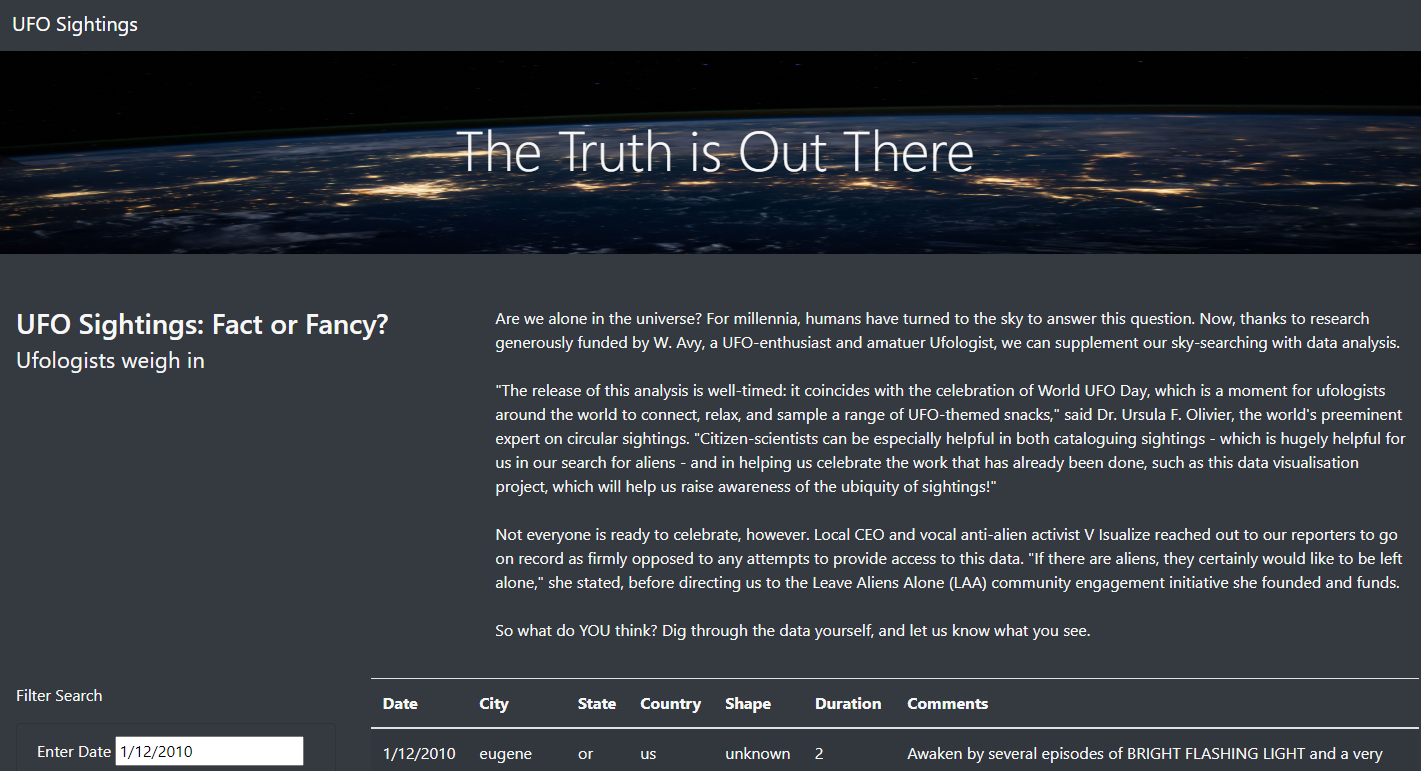 UFO Sightings
The Truth is Out There
UFO Sightings: Fact or Fancy?
Ufologists weigh in
Are we alone in the universe? For millennia, humans have turned to the sky to answer this question. Now, thanks to research
generously funded by W. Avy, a UFO-enthusiast and amatuer Ufologist, we can supplement our sky-searching with data analysis.
"The release of this analysis is well-timed: it coincides with the celebration of World UFO Day, which is a moment for ufologists
around the world to connect, relax, and sample a range of UFO-themed snacks," said Dr. Ursula F. Olivier, the world's preeminent
expert on circular sightings. "Citizen-scientists can be especially helpful in both cataloguing sightings - which is hugely helpful for
us in our search for aliens - and in helping us celebrate the work that has already been done, such as this data visualisation
project, which will help us raise awareness of the ubiquity of sightings!"
Not everyone is ready to celebrate, however. Local CEO and vocal anti-alien activist V Isualize reached out to our reporters to go
on record as firmly opposed to any attempts to provide access to this data. "If there are aliens, they certainly would like to be left
alone," she stated, before directing us to the Leave Aliens Alone (LAA) community engagement initiative she founded and funds.
So what do YOU think? Dig through the data yourself, and let us know what you see.
Filter Search
Enter Date 1/12/2010
Date City State Country Shape Duration Comments
1/12/2010 eugene or us unknown 2 Awaken by several episodes of BRIGHT FLASHING LIGHT and a very